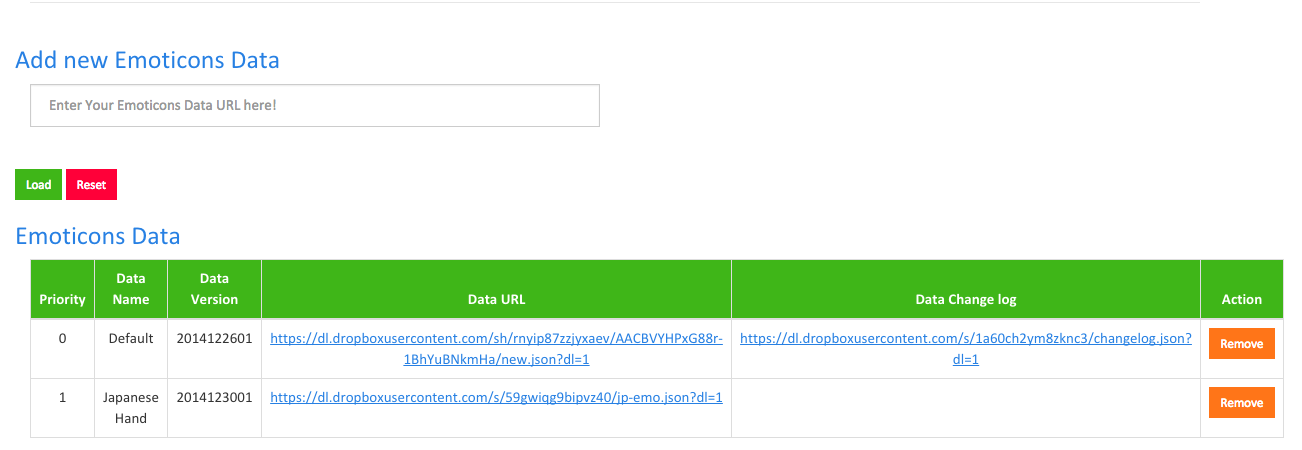 Add new Emoticons Data
Enter Your Emoticons Data URL here!
Load Reset
Emoticons Data
Priority Data Name Data Version Data URL Data Change log Action
0 Default 2014122601 https://dl.dropboxusercontent.com/sh/rnyip87zzjyxaev/AACBVYHPxG88r- https://dl.dropboxusercontent.com/s/1a60ch2ym8zknc3/changelog.json? Remove
1BhYuBNkmHa/new.json?dl=1 dl=1
1 Japanese 2014123001 https://dl.dropboxusercontent.com/s/59gwiqg9bipvz40/jp-emo.json?dl=1 Remove
Hand